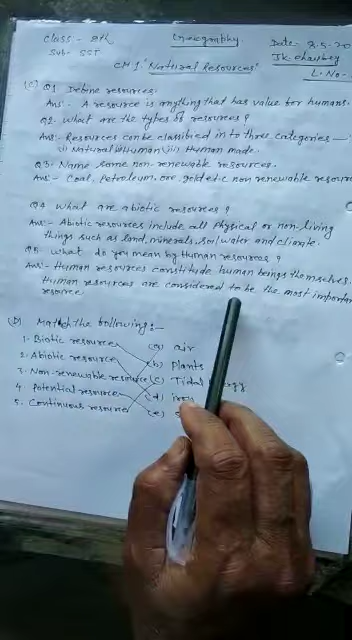 Class - 8th Geography Date: 8-5-20
Sub- SST J.K chaubey
CH 1 'Natural Resources' L. No -
(C) Q1 Define resources.
Ans - A resource is anything that has value for humans.
Q2. what are the types of resources?
Ans:- Resources can be classified in to three categories -
(i) Natural (ii) Human (iii) Human made.
Q3. Name some non-renewable resources.
Ans:- Coal, Petroleum. ore, gold etc non renewable resour
Q4 what are abiotic resources?
Ans:- Abiotic resources include all Physical or non-living
things such as land, minerals, soil, water and climate.
Q5 what do you mean by Human resources?
Ans:- Human resources constitute human beings themselves.
Human resources are considered to be the most importan
resource
(D) Match the following:-
1. Biotic resource (a) air
2. Abiotic resource (b) Plants
3. Non-renewable resource (c) Tidal
4. Potential resource (d) iron
5. Continuous resource (e)